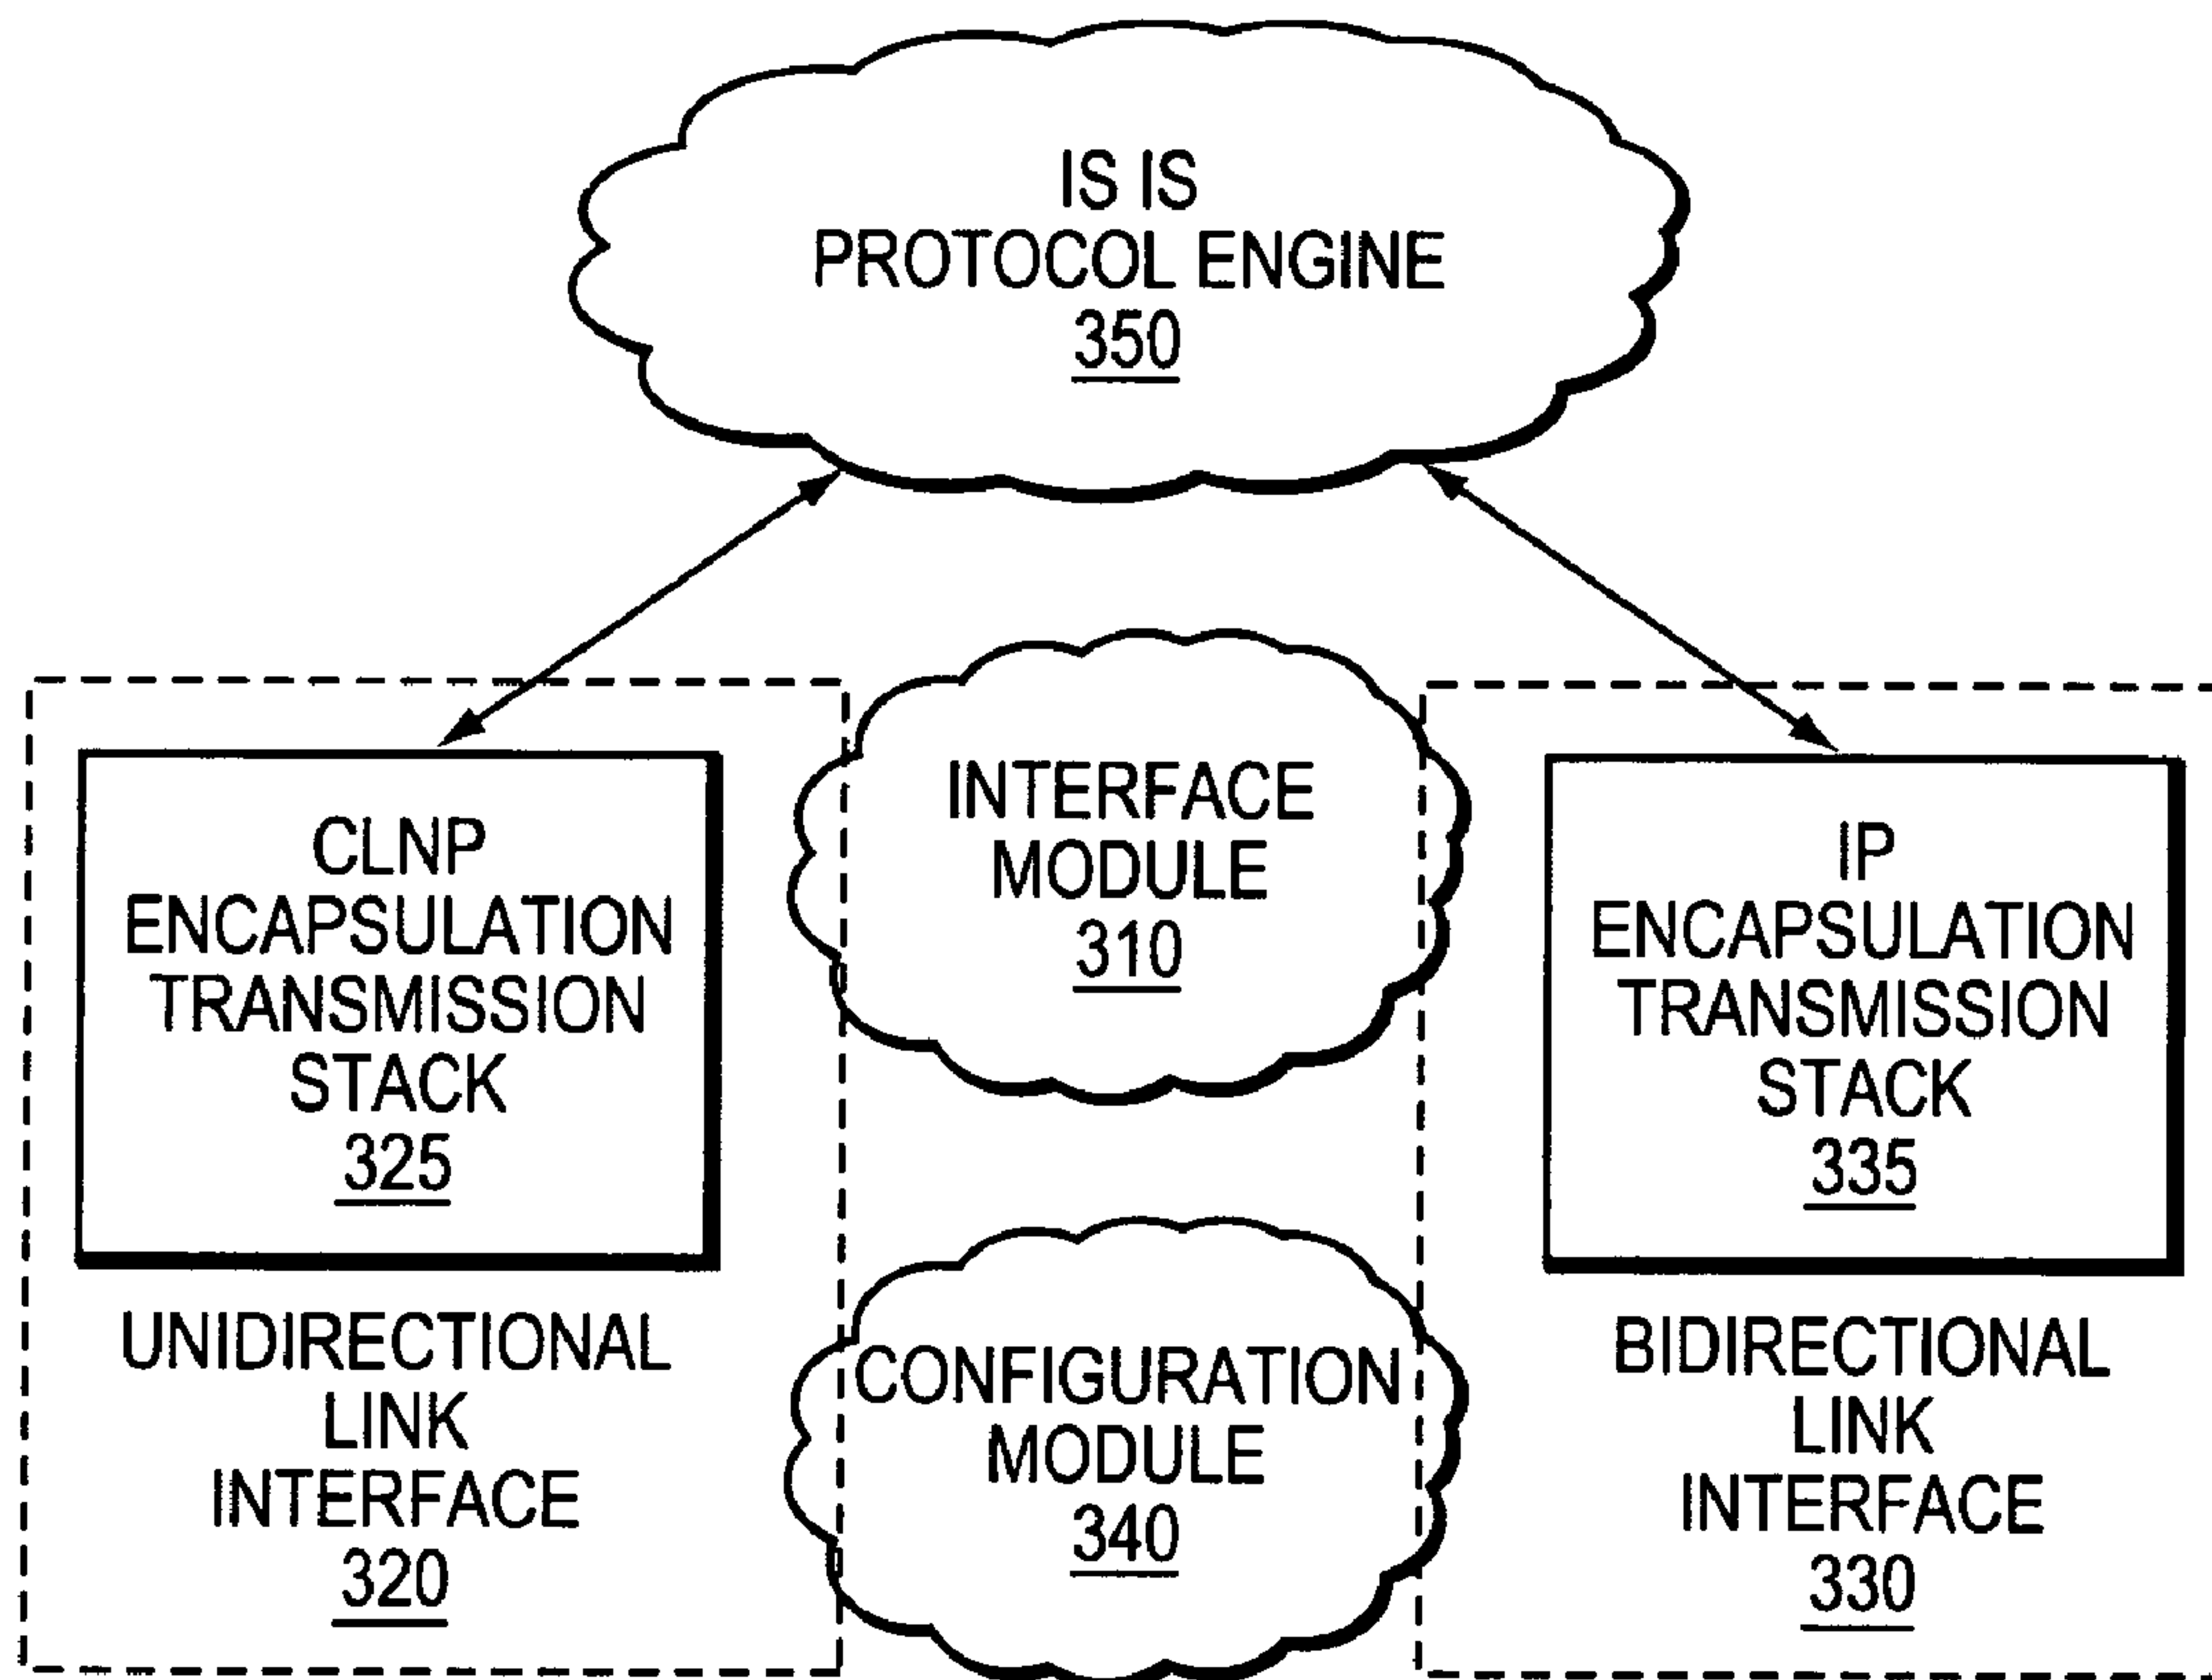 IS IS
PROTOCOL ENGINE
350
INTERFACE
MODULE
310
CLNP
ENCAPSULATION
TRANSMISSION
STACK
325
UNIDIRECTIONAL
LINK
INTERFACE
320
CONFIGURATION
MODULE
340
IP
ENCAPSULATION
TRANSMISSION
STACK
335
BIDIRECTIONAL
LINK
INTERFACE
330